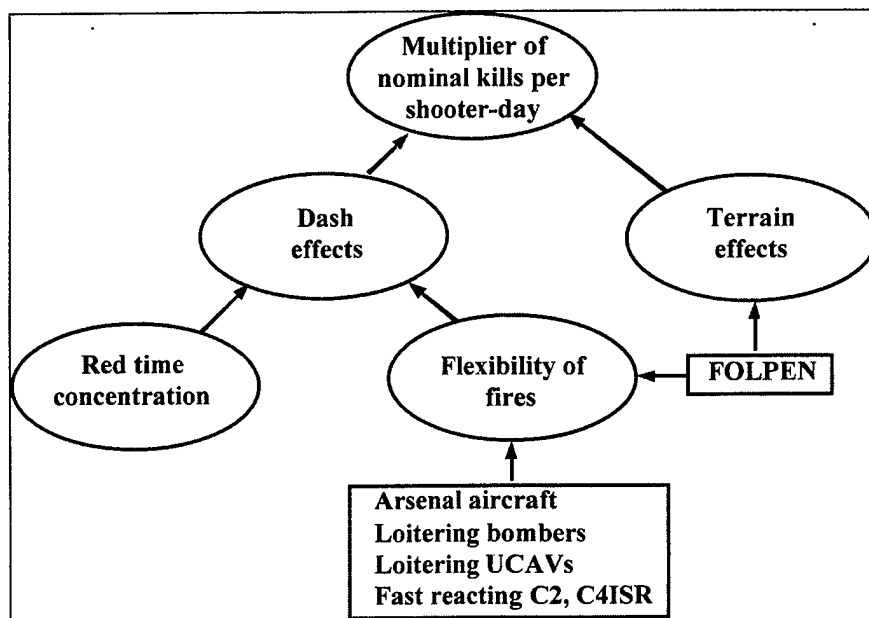 Multiplier of
nominal kills per
shooter-day
Dash
effects
Terrain
effects
Red time
concentration
Flexibility of
fires
FOLPEN
Arsenal aircraft
Loitering bombers
Loitering UCAVs
Fast reacting C2, C4ISR